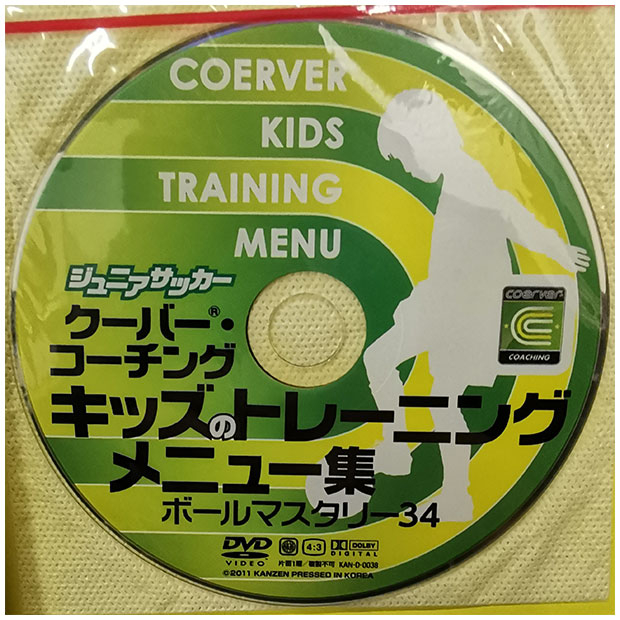 COERVER
KIDS
TRAINING
MENU
ジュニアサッカー
クーバー®・
コーチング
キッズのトレーニング
メニュー集
ボールマスタリー34
COERVER
COACHING
DVD
VIDEO
4:3
DOLBY
DIGITAL
片面1層/複製不可 KAN-D-0038
©2011 KANZEN PRESSED IN KOREA